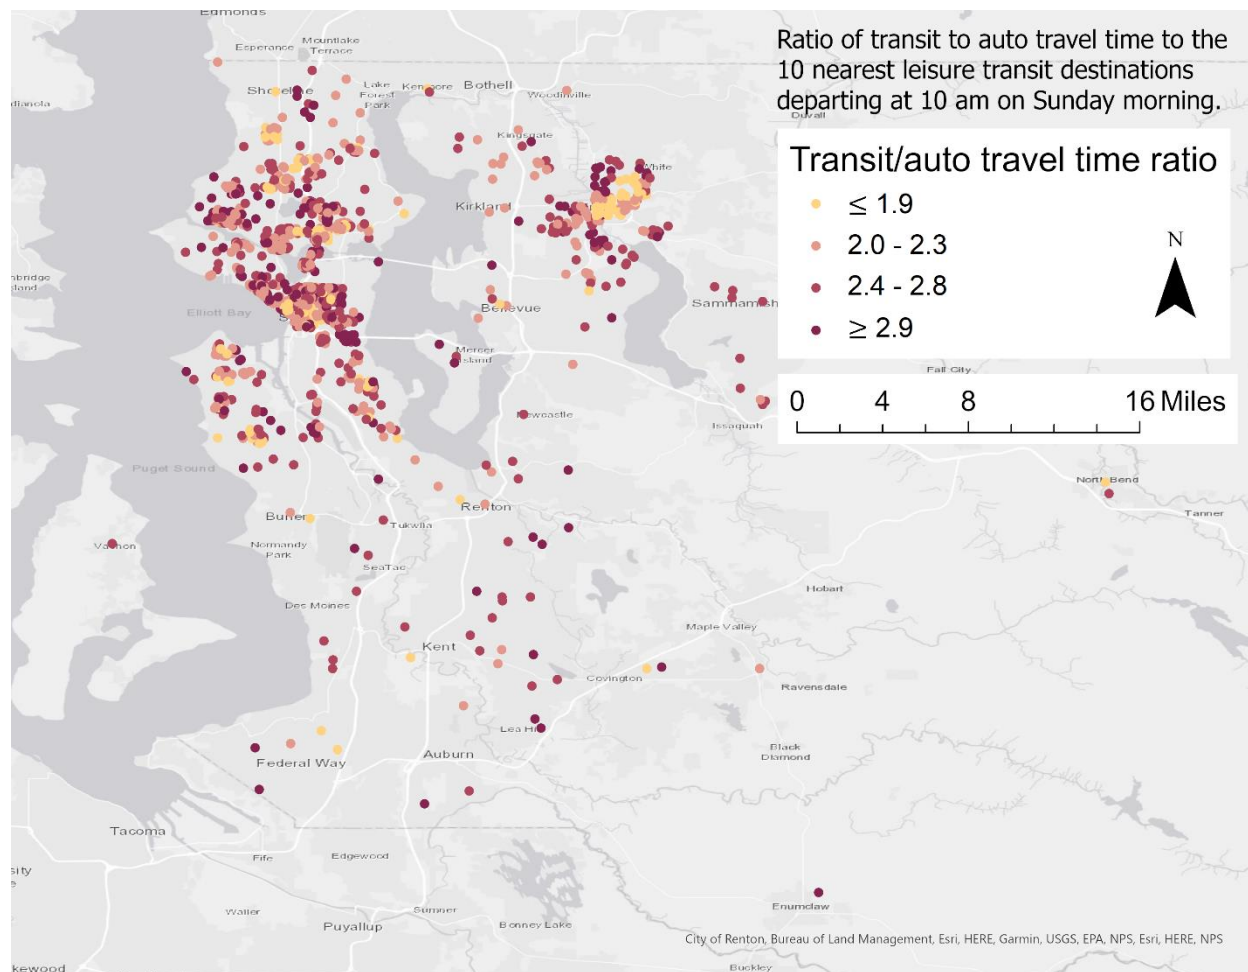 Edmonds
Esperance
Mountlake
Terrace
Ratio of transit to auto travel time to the
10 nearest leisure transit destinations
departing at 10 am on Sunday morning.
Lake
Forest
Park
Kenmore
Bothell
Woodinville
Duvall
Kingsgate
Kirkland
White
Transit/auto travel time ratio
≤ 1.9
2.0 - 2.3
2.4 - 2.8
≥ 2.9
N
Elliott Bay
Bellevue
Sammamish
Mercer
Island
Fall City
0 4 8 16 Miles
Newcastle
Issaquah
Puget Sound
North Bend
Tanner
Renton
Tukwila
Normandy
Park
SeaTac
Des Moines
Hobart
Maple Valley
Kent
Covington
Ravensdale
Black
Diamond
Auburn
Federal Way
Tacoma
Fife
Edgewood
Waller
Sumner
Puyallup
Bonney Lake
Enumclaw
City of Renton, Bureau of Land Management, Esri, HERE, Garmin, USGS, EPA, NPS, Esri, HERE, NPS
kewood
Buckley